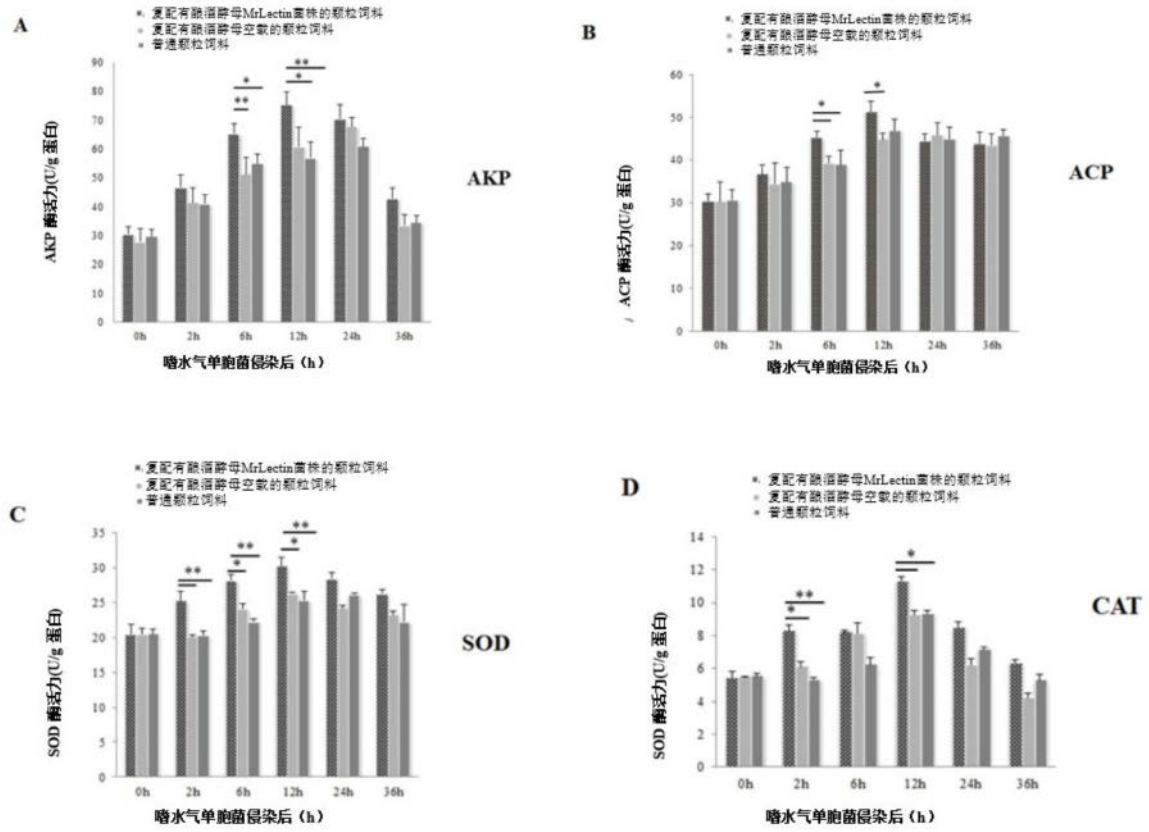 A
复配有酿酒酵母MrLectin菌株的颗粒饲料
复配有酿酒酵母空载的颗粒饲料
普通颗粒饲料
90
80
70
60
50
40
30
20
10
0
AKP 酶活力(U/g 蛋白)
** *
* **
0h 2h 6h 12h 24h 36h
嗜水气单胞菌侵染后（h）
AKP
B
复配有酿酒酵母MrLectin菌株的颗粒饲料
复配有酿酒酵母空载的颗粒饲料
普通颗粒饲料
60
50
40
30
20
10
0
ACP 酶活力(U/g 蛋白)
* *
0h 2h 6h 12h 24h 36h
嗜水气单胞菌侵染后（h）
ACP
C
复配有酿酒酵母MrLectin菌株的颗粒饲料
复配有酿酒酵母空载的颗粒饲料
普通颗粒饲料
35
30
25
20
15
10
5
0
SOD 酶活力(U/g 蛋白)
** ** * ** *
0h 2h 6h 12h 24h 36h
嗜水气单胞菌侵染后（h）
SOD
D
复配有酿酒酵母MrLectin菌株的颗粒饲料
复配有酿酒酵母空载的颗粒饲料
普通颗粒饲料
14
12
10
8
6
4
2
0
SOD 酶活力(U/g 蛋白)
** * *
0h 2h 6h 12h 24h 36h
嗜水气单胞菌侵染后（h）
CAT